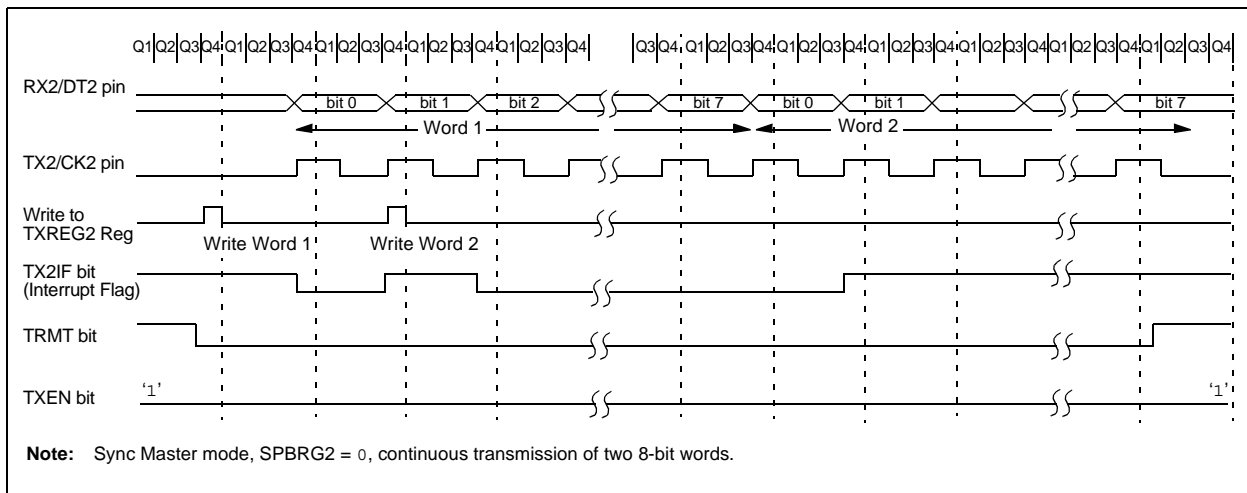 Q1 Q2 Q3 Q4 Q1 Q2 Q3 Q4 Q1 Q2 Q3 Q4 Q1 Q2 Q3 Q4 Q1 Q2 Q3 Q4 Q3 Q4 Q1 Q2 Q3 Q4 Q1 Q2 Q3 Q4 Q1 Q2 Q3 Q4 Q1 Q2 Q3 Q4 Q1 Q2 Q3 Q4 Q1 Q2 Q3 Q4
RX2/DT2 pin
bit 0 bit 1 bit 2 bit 7 bit 0 bit 1 bit 7
Word 1 Word 2
TX2/CK2 pin
Write to
TXREG2 Reg
Write Word 1 Write Word 2
TX2IF bit
(Interrupt Flag)
TRMT bit
TXEN bit
‘1’ ‘1’
Note: Sync Master mode, SPBRG2 = 0, continuous transmission of two 8-bit words.